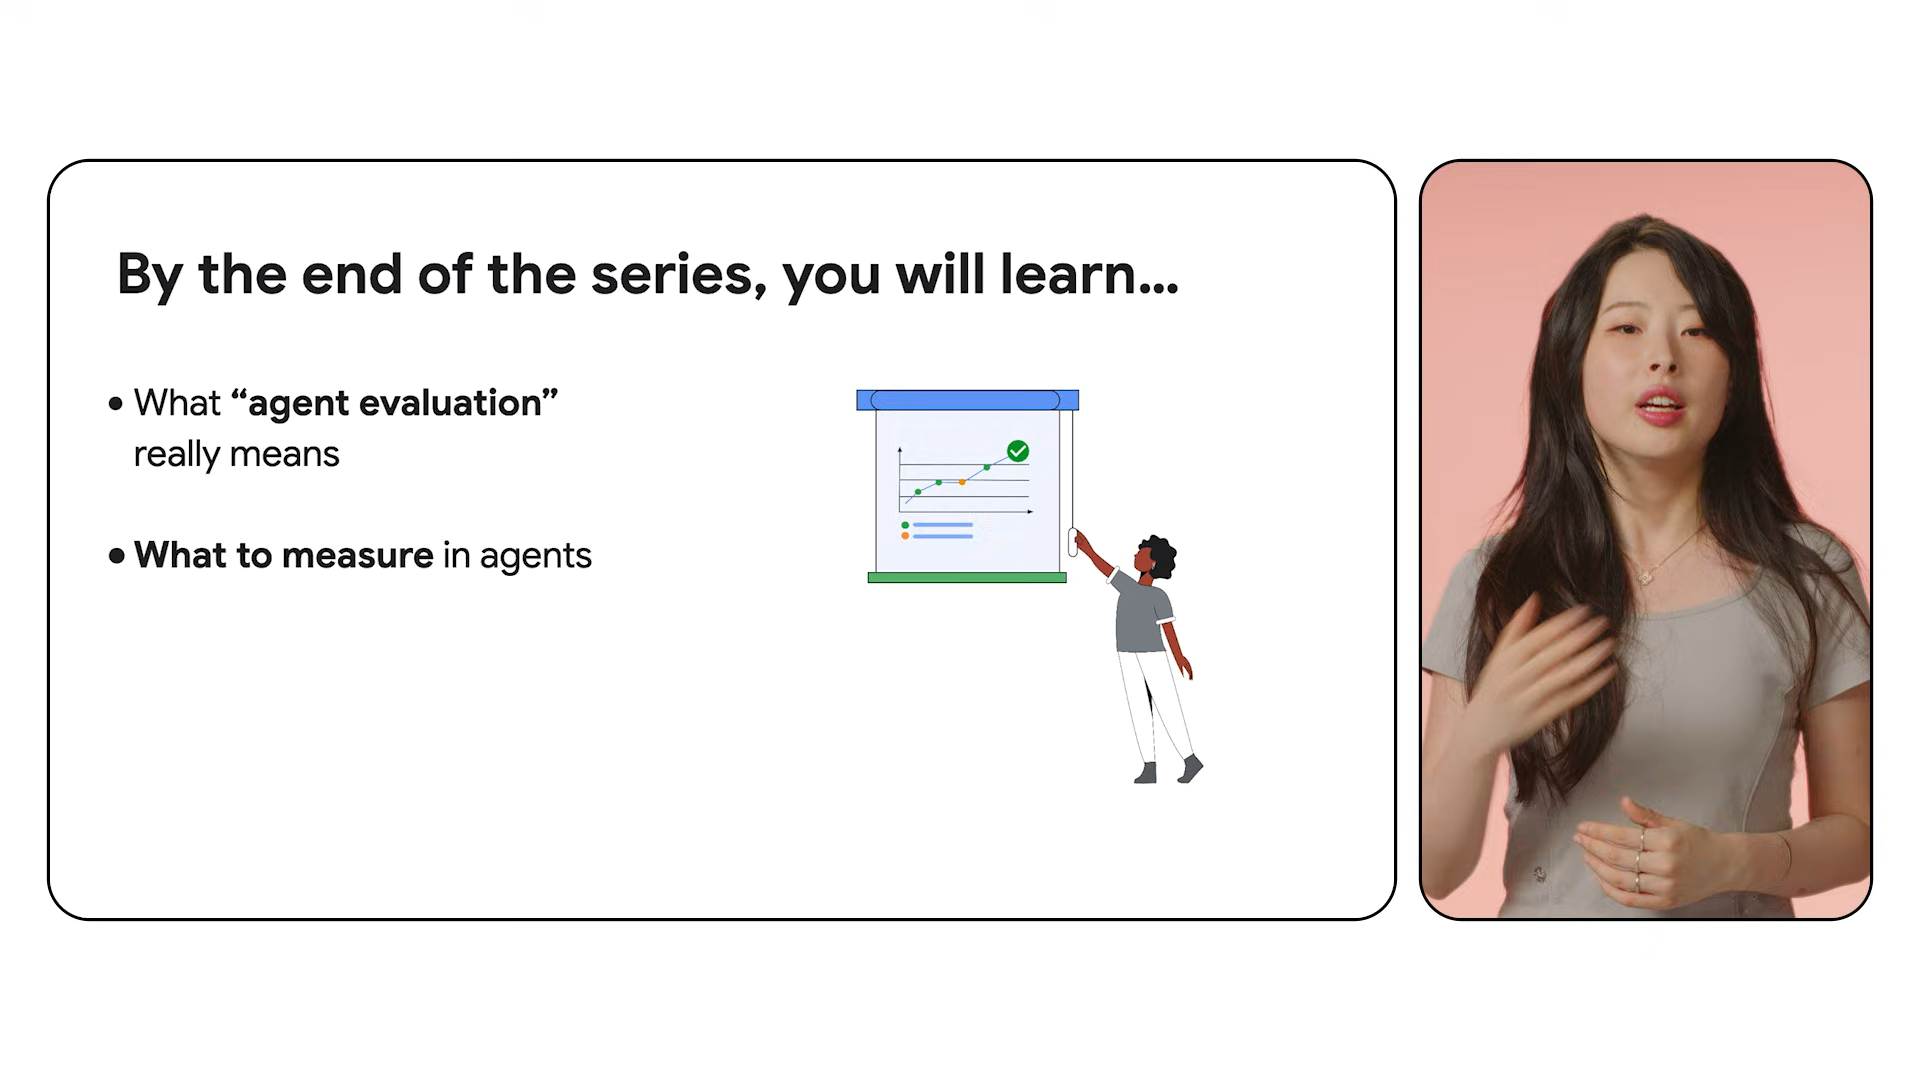 By the end of the series, you will learn...
• What “agent evaluation”
really means
• What to measure in agents